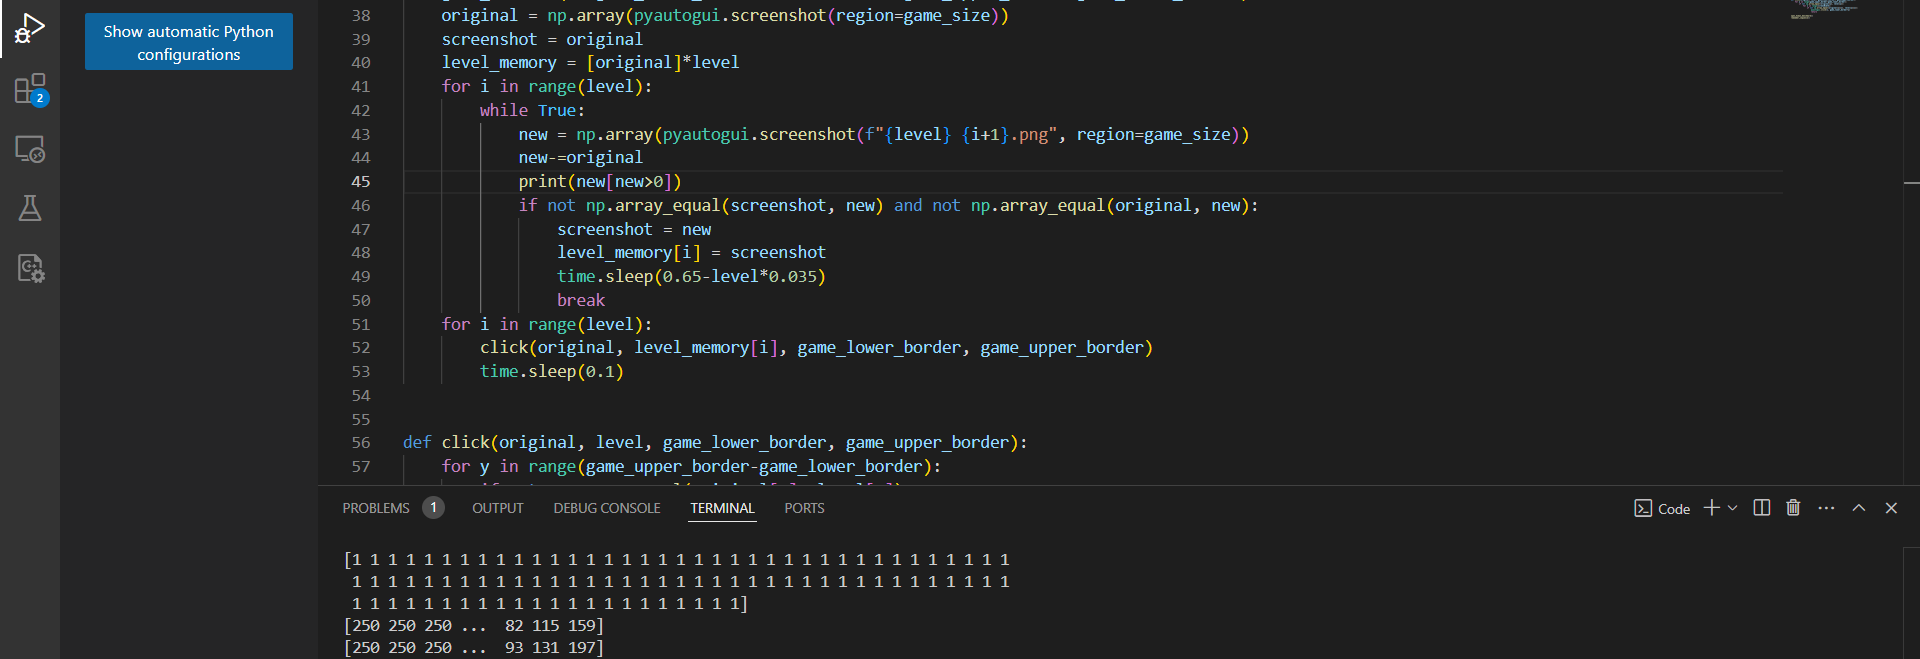 2
Show automatic Python
configurations
38 original = np.array(pyautogui.screenshot(region=game_size))
39 screenshot = original
40 level_memory = [original]*level
41 for i in range(level):
42 while True:
43 new = np.array(pyautogui.screenshot(f"{level} {i+1}.png", region=game_size))
44 new-=original
45 print(new[new>0])
46 if not np.array_equal(screenshot, new) and not np.array_equal(original, new):
47 screenshot = new
48 level_memory[i] = screenshot
49 time.sleep(0.65-level*0.035)
50 break
51 for i in range(level):
52 click(original, level_memory[i], game_lower_border, game_upper_border)
53 time.sleep(0.1)
54
55
56 def click(original, level, game_lower_border, game_upper_border):
57 for y in range(game_upper_border-game_lower_border):
PROBLEMS 1 OUTPUT DEBUG CONSOLE TERMINAL PORTS Code
[1 1 1 1 1 1 1 1 1 1 1 1 1 1 1 1 1 1 1 1 1 1 1 1 1 1 1 1 1 1 1 1 1 1 1 1 1
1 1 1 1 1 1 1 1 1 1 1 1 1 1 1 1 1 1 1 1 1 1 1 1 1 1 1 1 1 1 1 1 1 1 1 1 1
1 1 1 1 1 1 1 1 1 1 1 1 1 1 1 1 1 1 1 1 1 1]
[250 250 250 ... 82 115 159]
[250 250 250 ... 93 131 197]